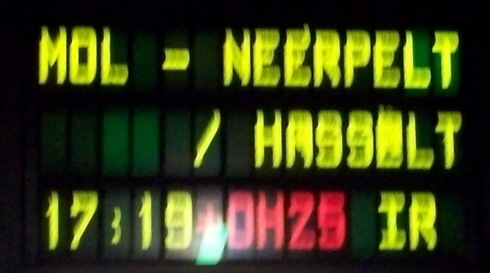 MOL - NEERPELT
/ HASSELT
17:19 +0H25 IR